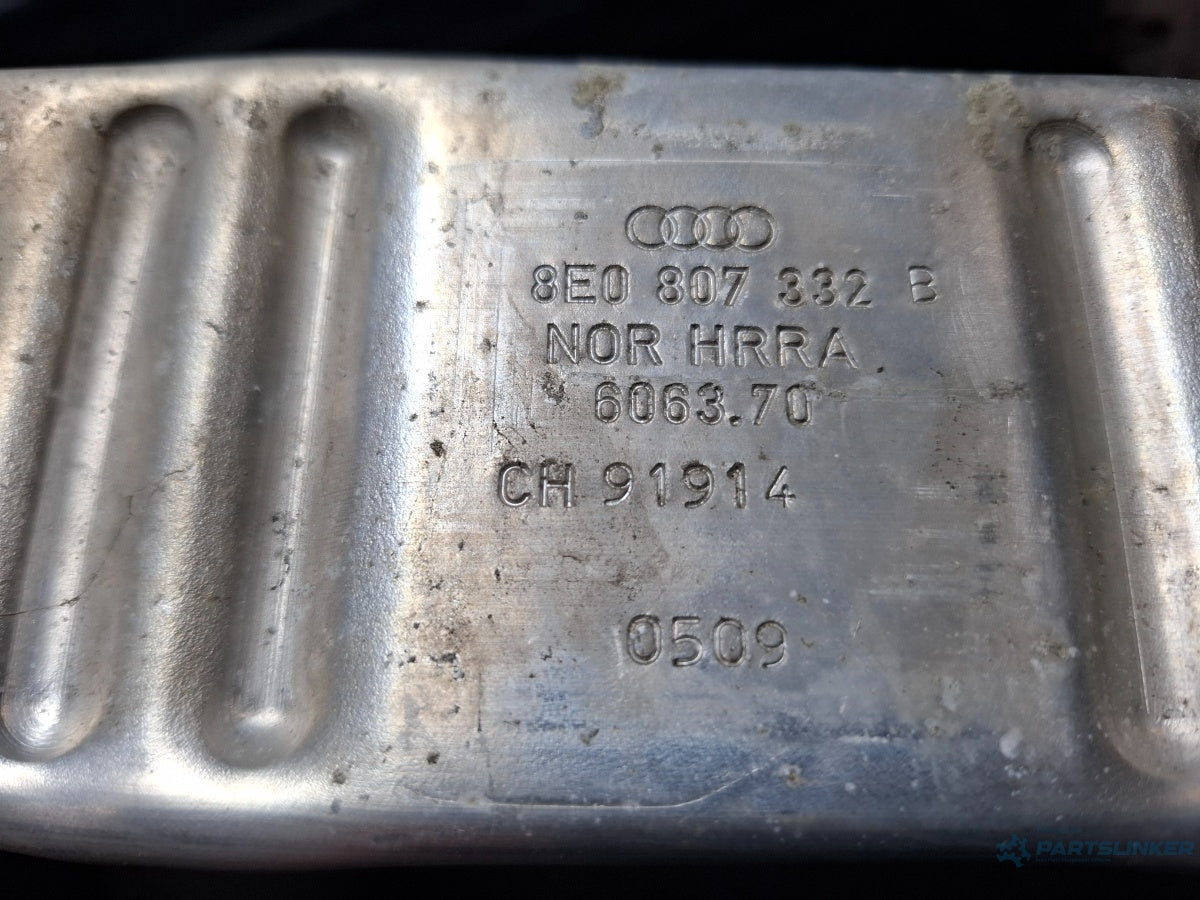 8E0 807 332 B
NOR HRRA
6063.70
CH 91914
0509
PARTSLINKER